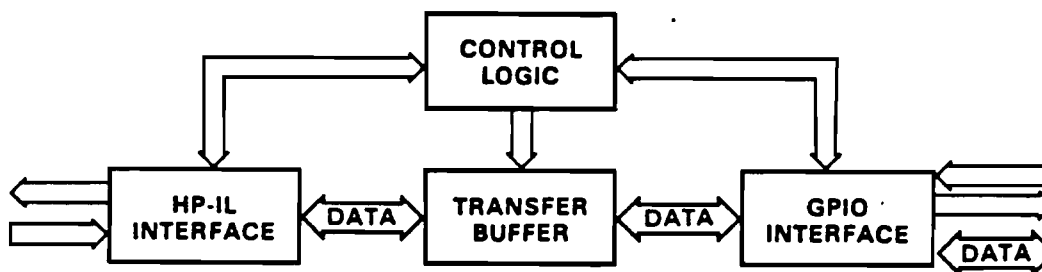 CONTROL
LOGIC
HP-IL
INTERFACE
DATA
TRANSFER
BUFFER
DATA
GPIO
INTERFACE
DATA